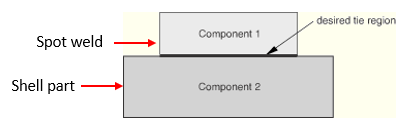 desired tie region
Component 1
Spot weld
Shell part
Component 2